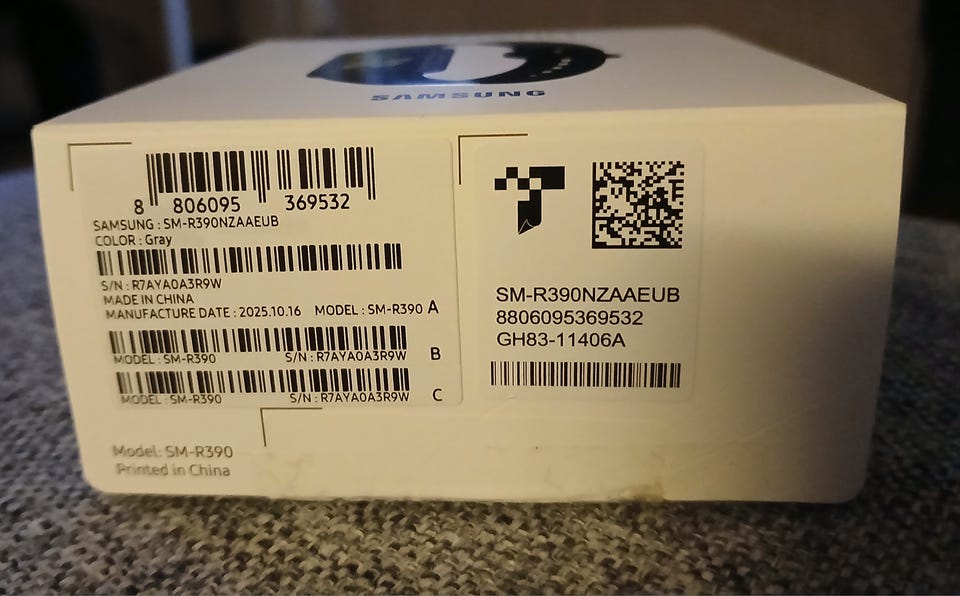 SAMSUNG
8 806095 369532
SAMSUNG : SM-R390NZAAEUB
COLOR : Gray
S/N : R7AYA0A3R9W
MADE IN CHINA
MANUFACTURE DATE : 2025.10.16 MODEL : SM-R390 A
MODEL : SM-R390 S/N : R7AYA0A3R9W B
MODEL : SM-R390 S/N : R7AYA0A3R9W C
Model: SM-R390
Printed in China
SM-R390NZAAEUB
8806095369532
GH83-11406A